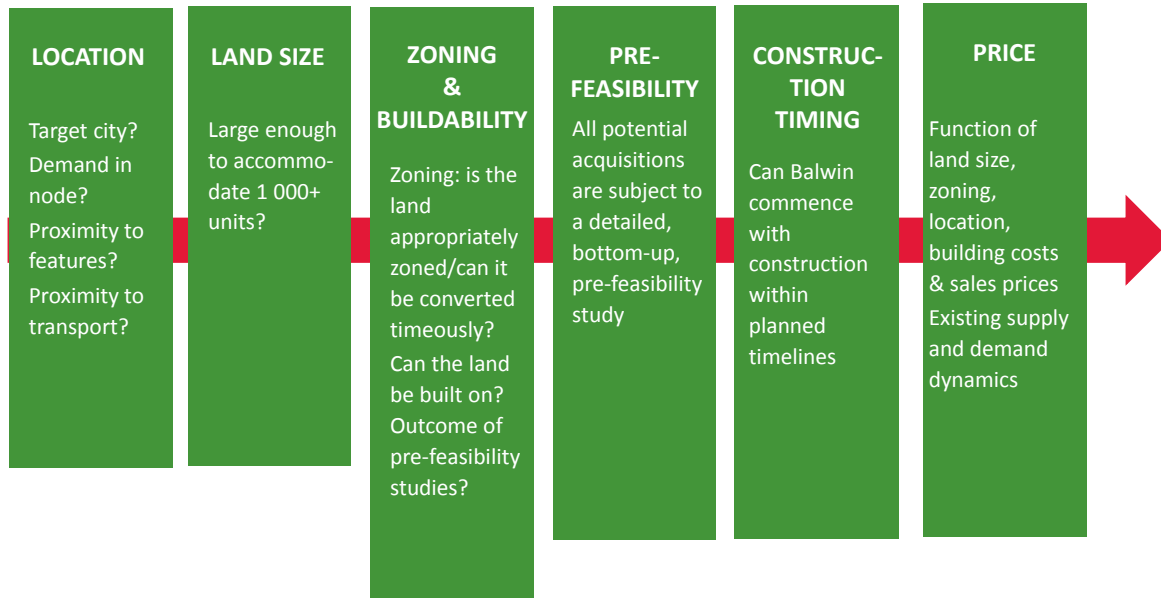 LOCATION
Target city?
Demand in
node?
Proximity to
features?
Proximity to
transport?
LAND SIZE
Large enough
to accommo-
date 1 000+
units?
ZONING
&
BUILDABILITY
Zoning: is the
land
appropriately
zoned/can it
be converted
timeously?
Can the land
be built on?
Outcome of
pre-feasibility
studies?
PRE-
FEASIBILITY
All potential
acquisitions
are subject to
a detailed,
bottom-up,
pre-feasibility
study
CONSTRUC-
TION
TIMING
Can Balwin
commence
with
construction
within
planned
timelines
PRICE
Function of
land size,
zoning,
location,
building costs
& sales prices
Existing supply
and demand
dynamics